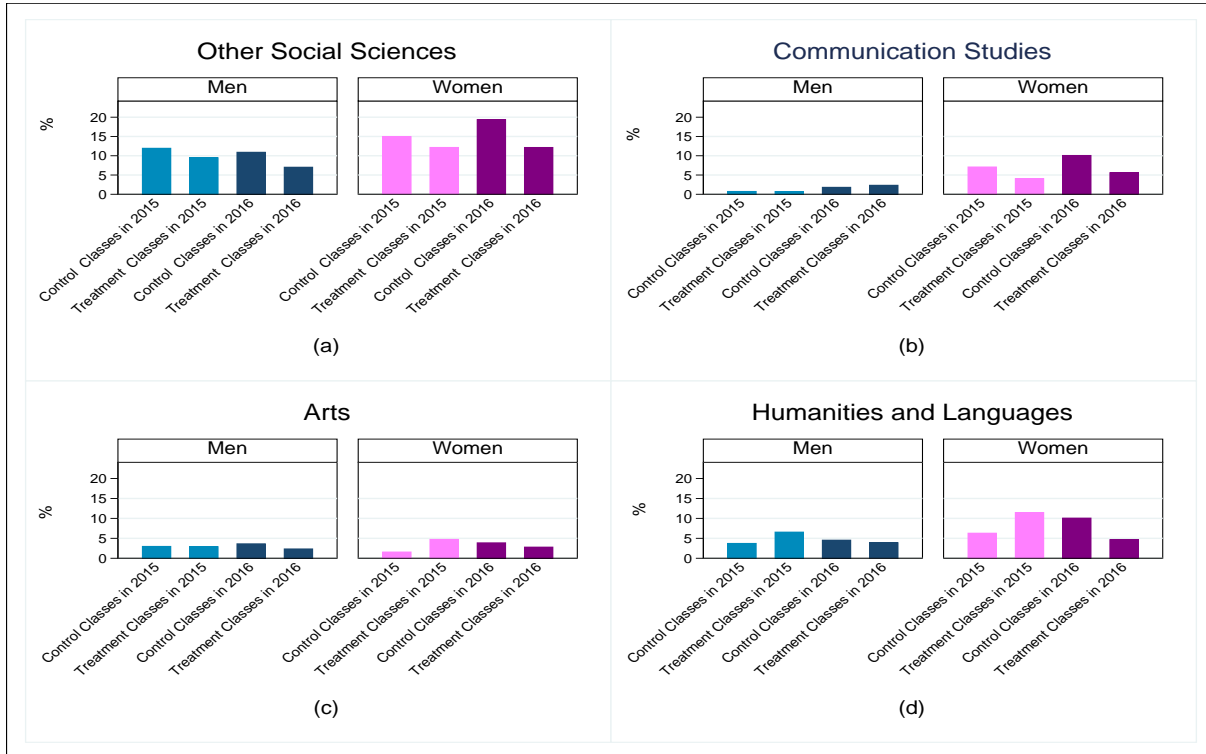 Other Social Sciences
Men
Women
%
20
15
10
5
0
Control Classes in 2015
Treatment Classes in 2015
Control Classes in 2016
Treatment Classes in 2016
Control Classes in 2015
Treatment Classes in 2015
Control Classes in 2016
Treatment Classes in 2016
(a)
Communication Studies
Men
Women
%
20
15
10
5
0
Control Classes in 2015
Treatment Classes in 2015
Control Classes in 2016
Treatment Classes in 2016
Control Classes in 2015
Treatment Classes in 2015
Control Classes in 2016
Treatment Classes in 2016
(b)
Arts
Men
Women
%
20
15
10
5
0
Control Classes in 2015
Treatment Classes in 2015
Control Classes in 2016
Treatment Classes in 2016
Control Classes in 2015
Treatment Classes in 2015
Control Classes in 2016
Treatment Classes in 2016
(c)
Humanities and Languages
Men
Women
%
20
15
10
5
0
Control Classes in 2015
Treatment Classes in 2015
Control Classes in 2016
Treatment Classes in 2016
Control Classes in 2015
Treatment Classes in 2015
Control Classes in 2016
Treatment Classes in 2016
(d)